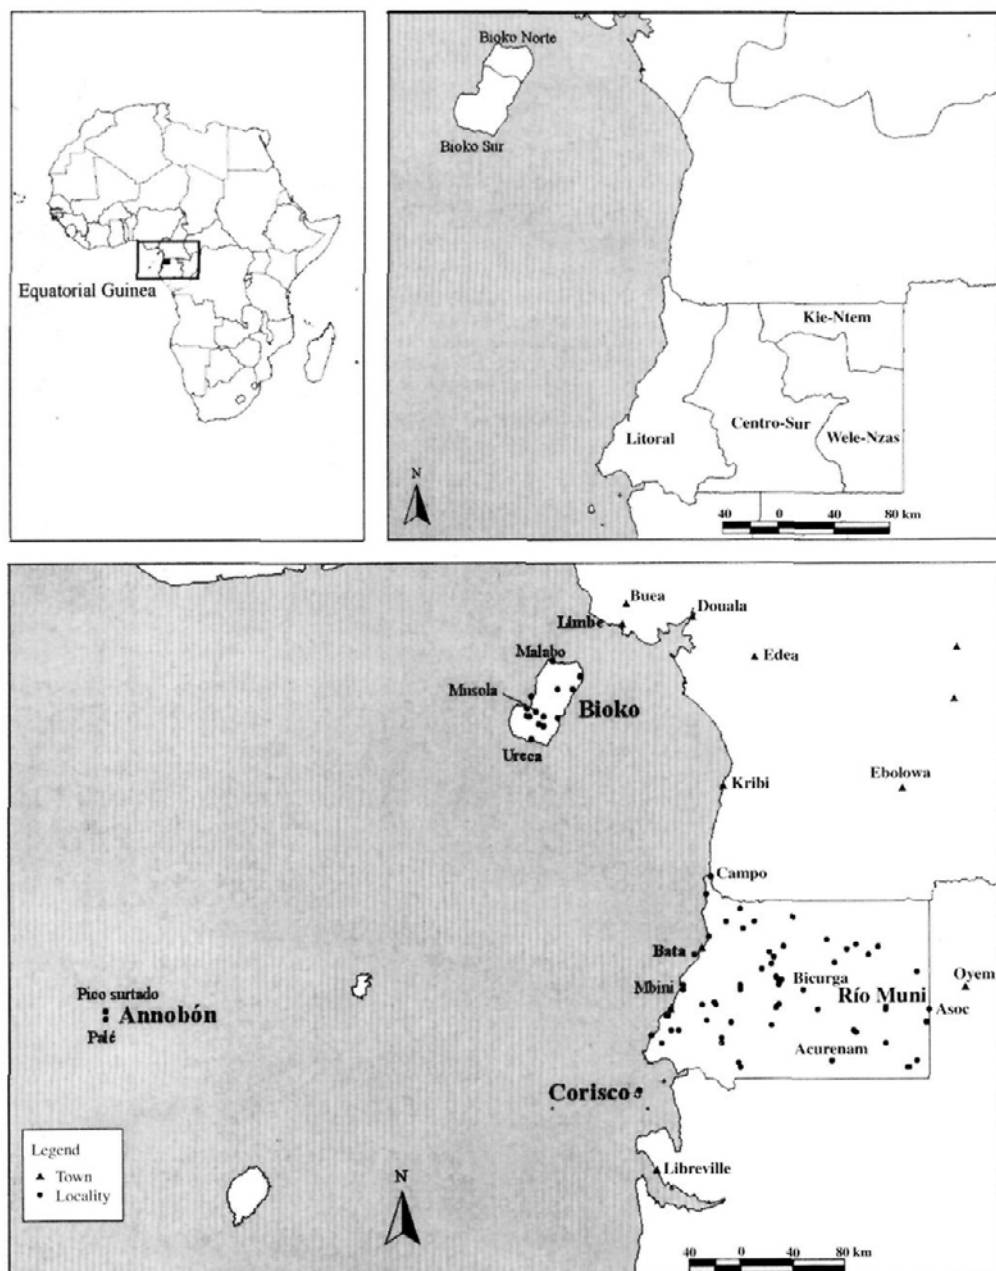 Equatorial Guinea
Bioko Norte
Bioko Sur
Kie-Ntem
Litoral
Centro-Sur
Wele-Nzas
N
40 0 40 80 km
Buea
Douala
Limbe
Edea
Malabo
Musola
Bioko
Ureca
Kribi
Ebolowa
Campo
Bata
Mbini
Bicurga
Oyem
Río Muni
Asoc
Pico surtado
Annobón
Palé
Acurenam
Corisco
Libreville
Legend
Town
Locality
N
40 0 40 80 km